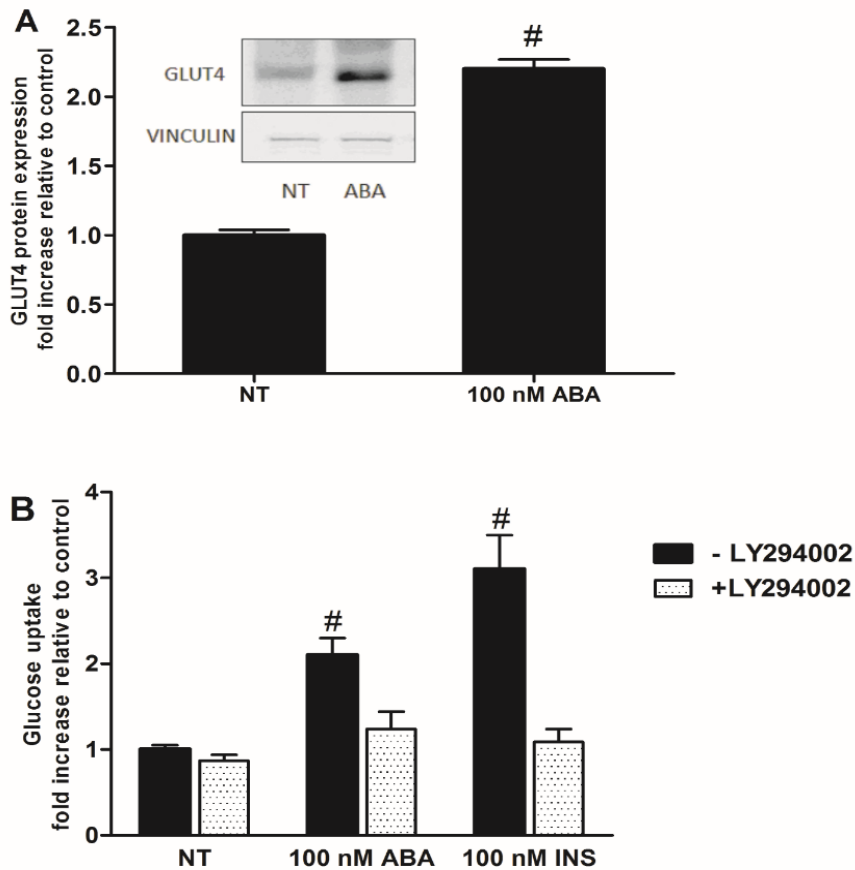 A
GLUT4 protein expression
fold increase relative to control
2.5
2.0
1.5
1.0
0.5
0.0
GLUT4
VINCULIN
NT ABA
#
NT 100 nM ABA
B
Glucose uptake
fold increase relative to control
4
3
2
1
0
#
#
- LY294002
+LY294002
NT 100 nM ABA 100 nM INS